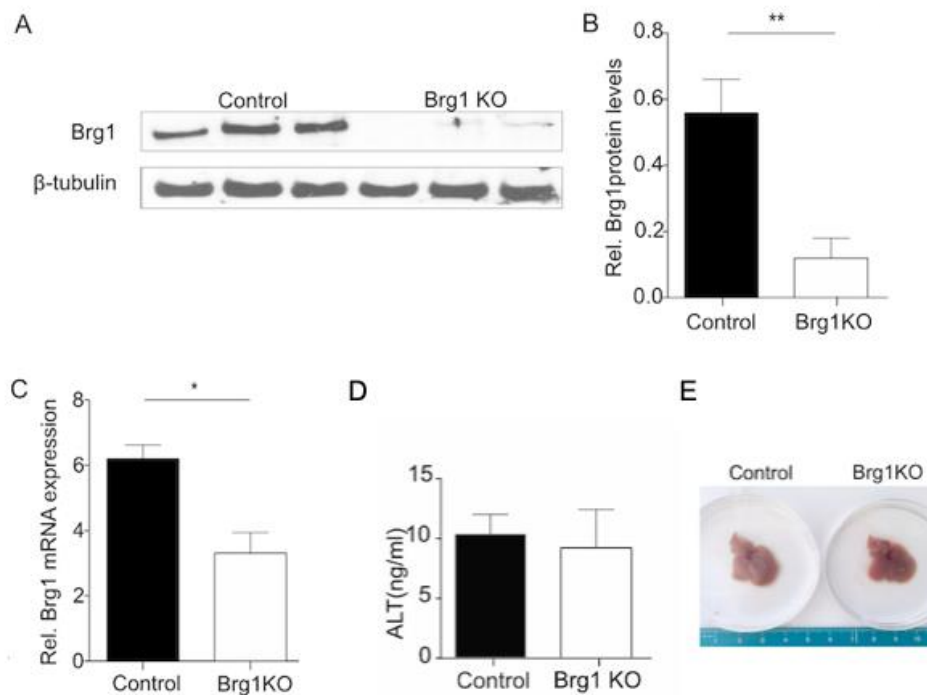 A
Control Brg1 KO
Brg1
β-tubulin
B
**
0.8
0.6
0.4
0.2
0.0
Rel. Brg1protein levels
Control Brg1KO
C
*
8
6
4
2
0
Rel. Brg1 mRNA expression
Control Brg1KO
D
15
10
5
0
ALT(ng/ml)
Control Brg1 KO
E
Control Brg1KO